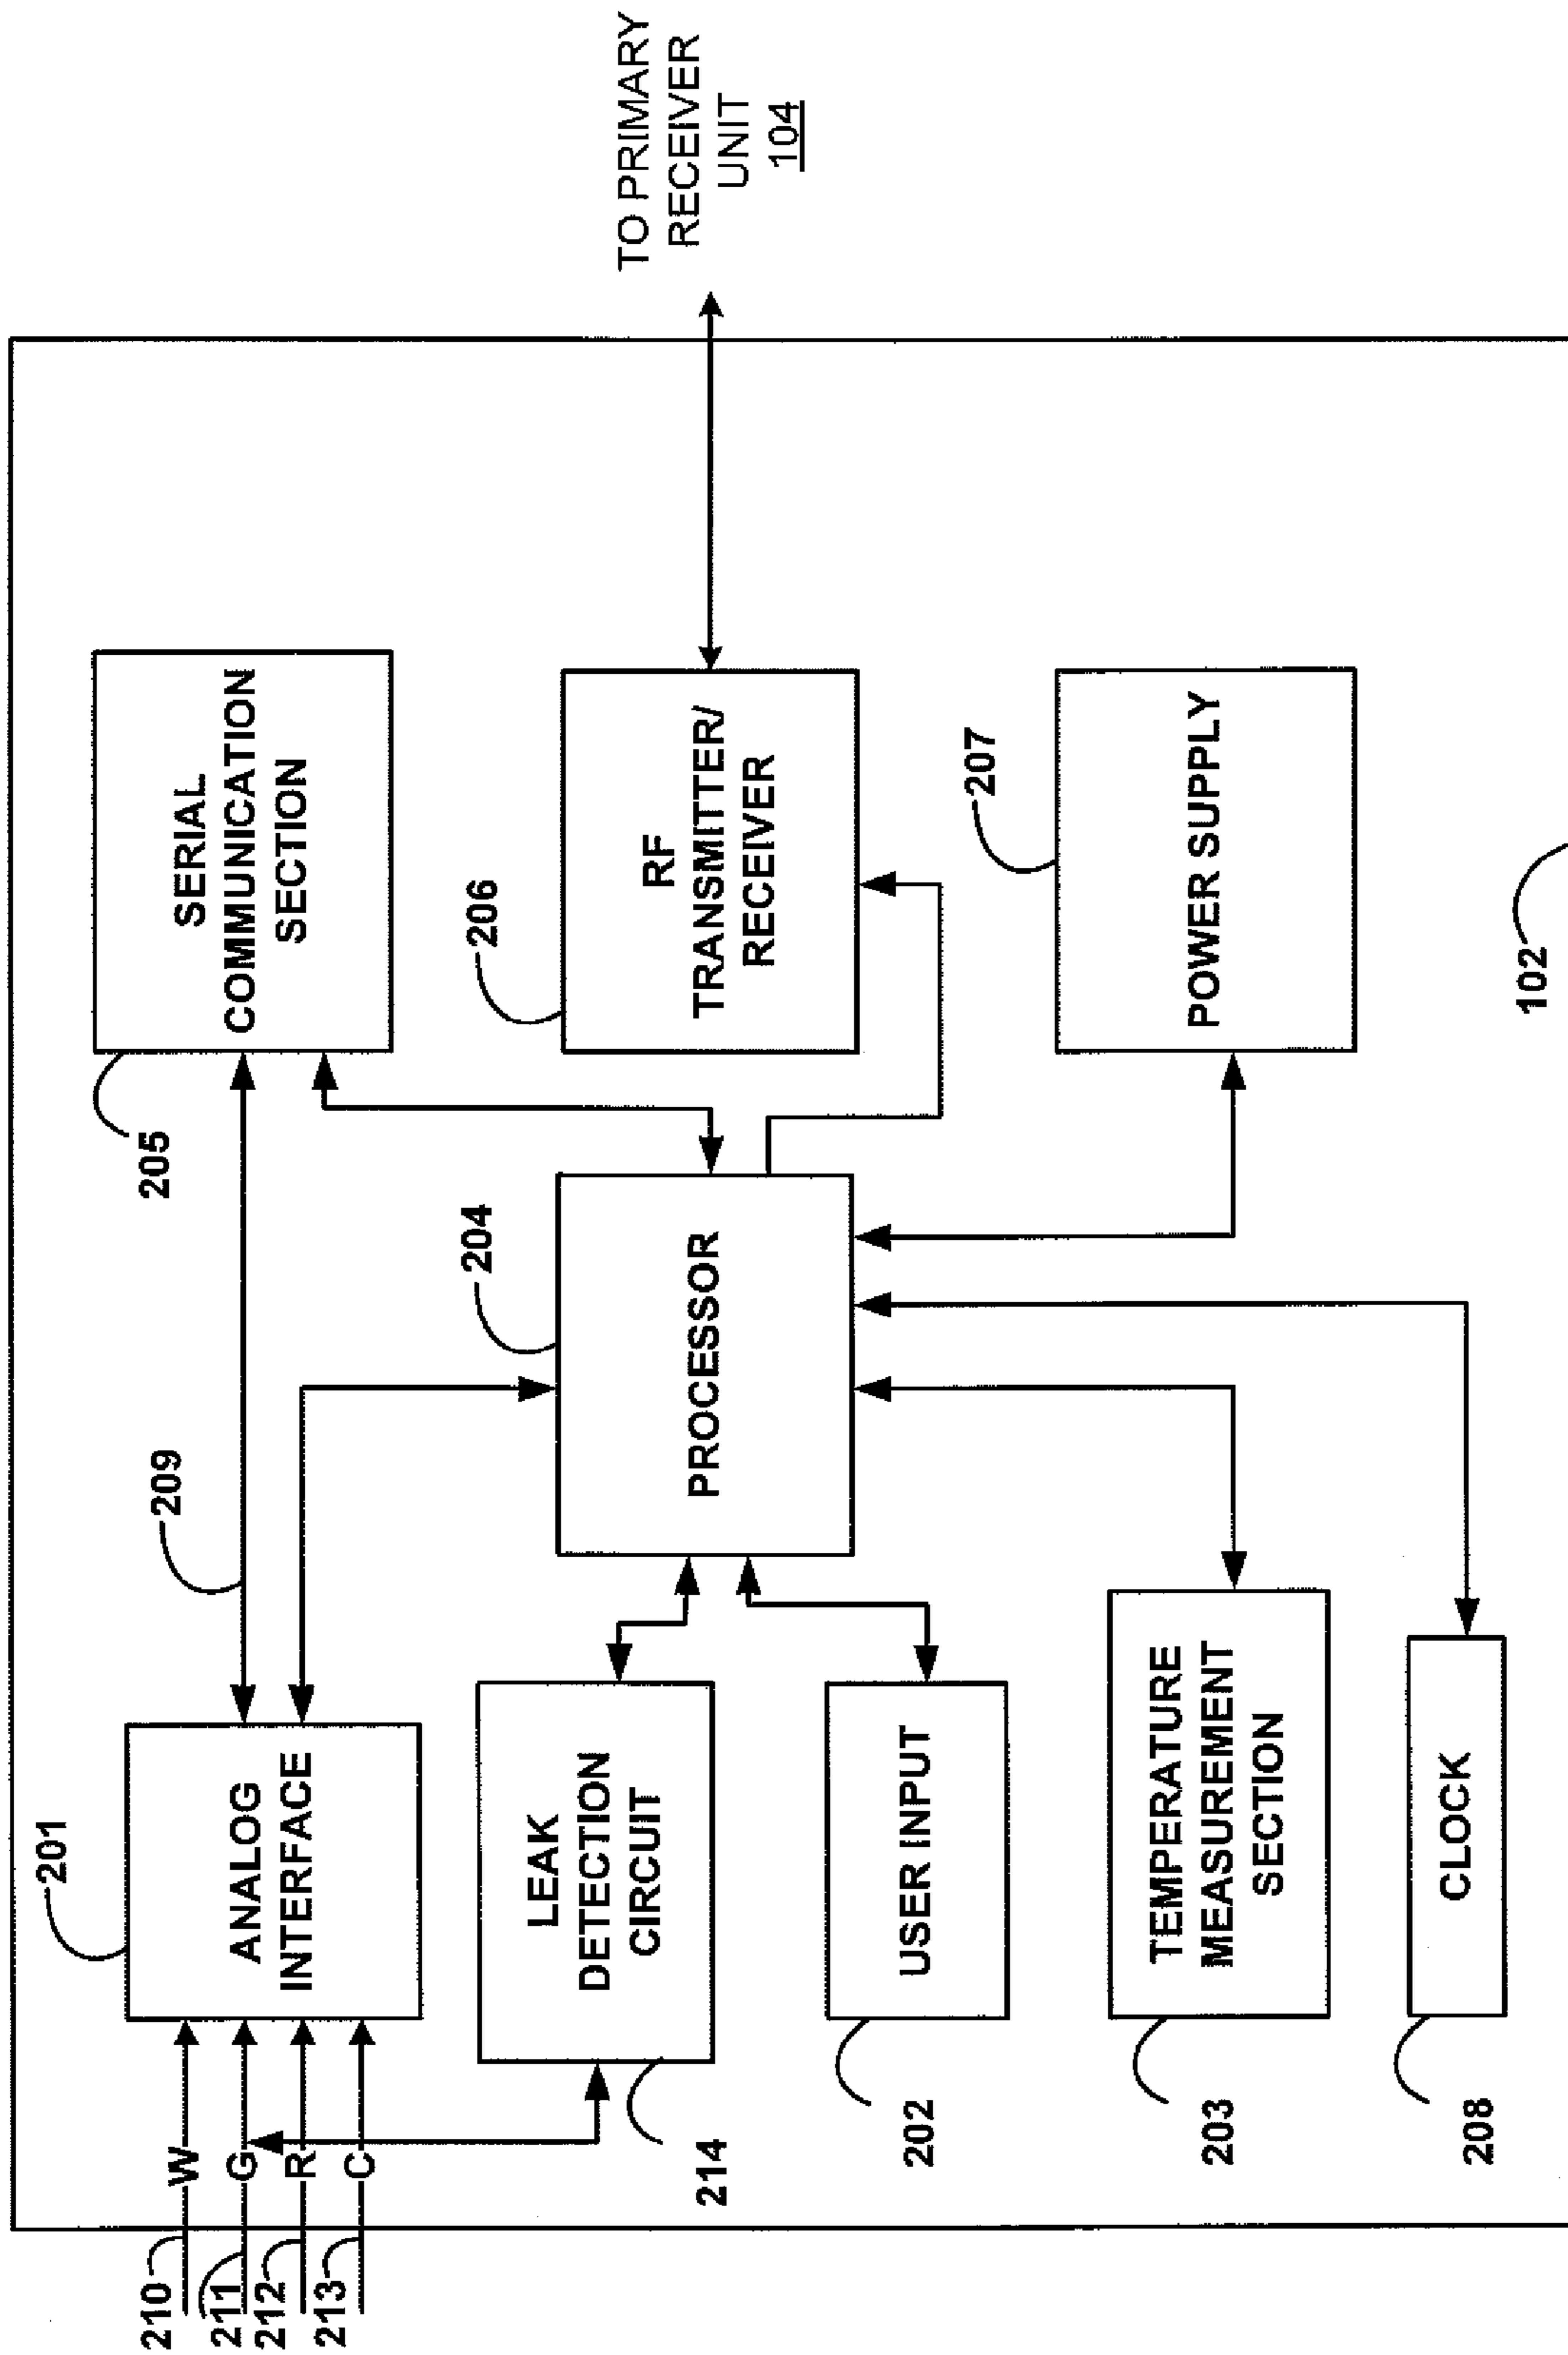 210
W
211
G
212
R
213
C
201
ANALOG
INTERFACE
209
205
SERIAL
COMMUNICATION
SECTION
214
LEAK
DETECTION
CIRCUIT
204
PROCESSOR
206
RF
TRANSMITTER/
RECEIVER
TO PRIMARY
RECEIVER
UNIT
104
202
USER INPUT
203
TEMPERATURE
MEASUREMENT
SECTION
207
POWER SUPPLY
208
CLOCK
102